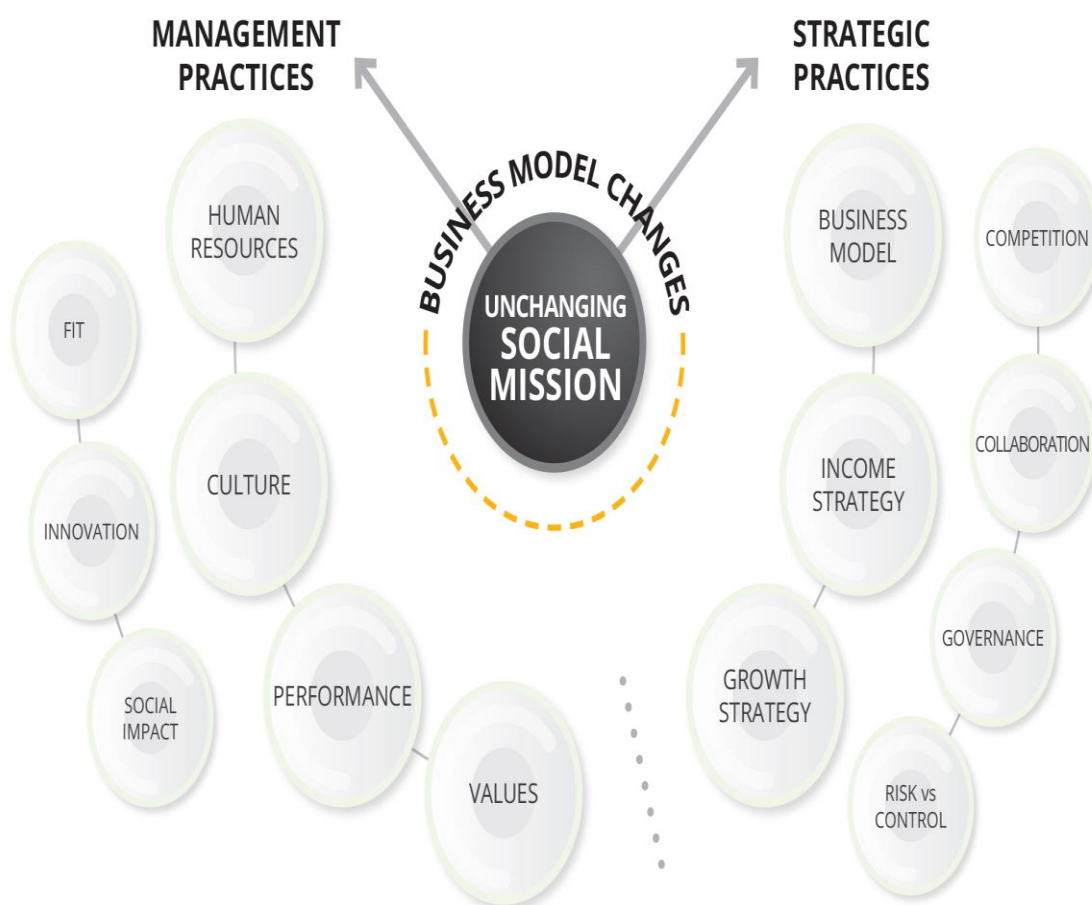 MANAGEMENT
PRACTICES
STRATEGIC
PRACTICES
BUSINESS MODEL CHANGES
UNCHANGING
SOCIAL
MISSION
HUMAN
RESOURCES
CULTURE
PERFORMANCE
VALUES
FIT
INNOVATION
SOCIAL
IMPACT
BUSINESS
MODEL
INCOME
STRATEGY
GROWTH
STRATEGY
COMPETITION
COLLABORATION
GOVERNANCE
RISK vs
CONTROL